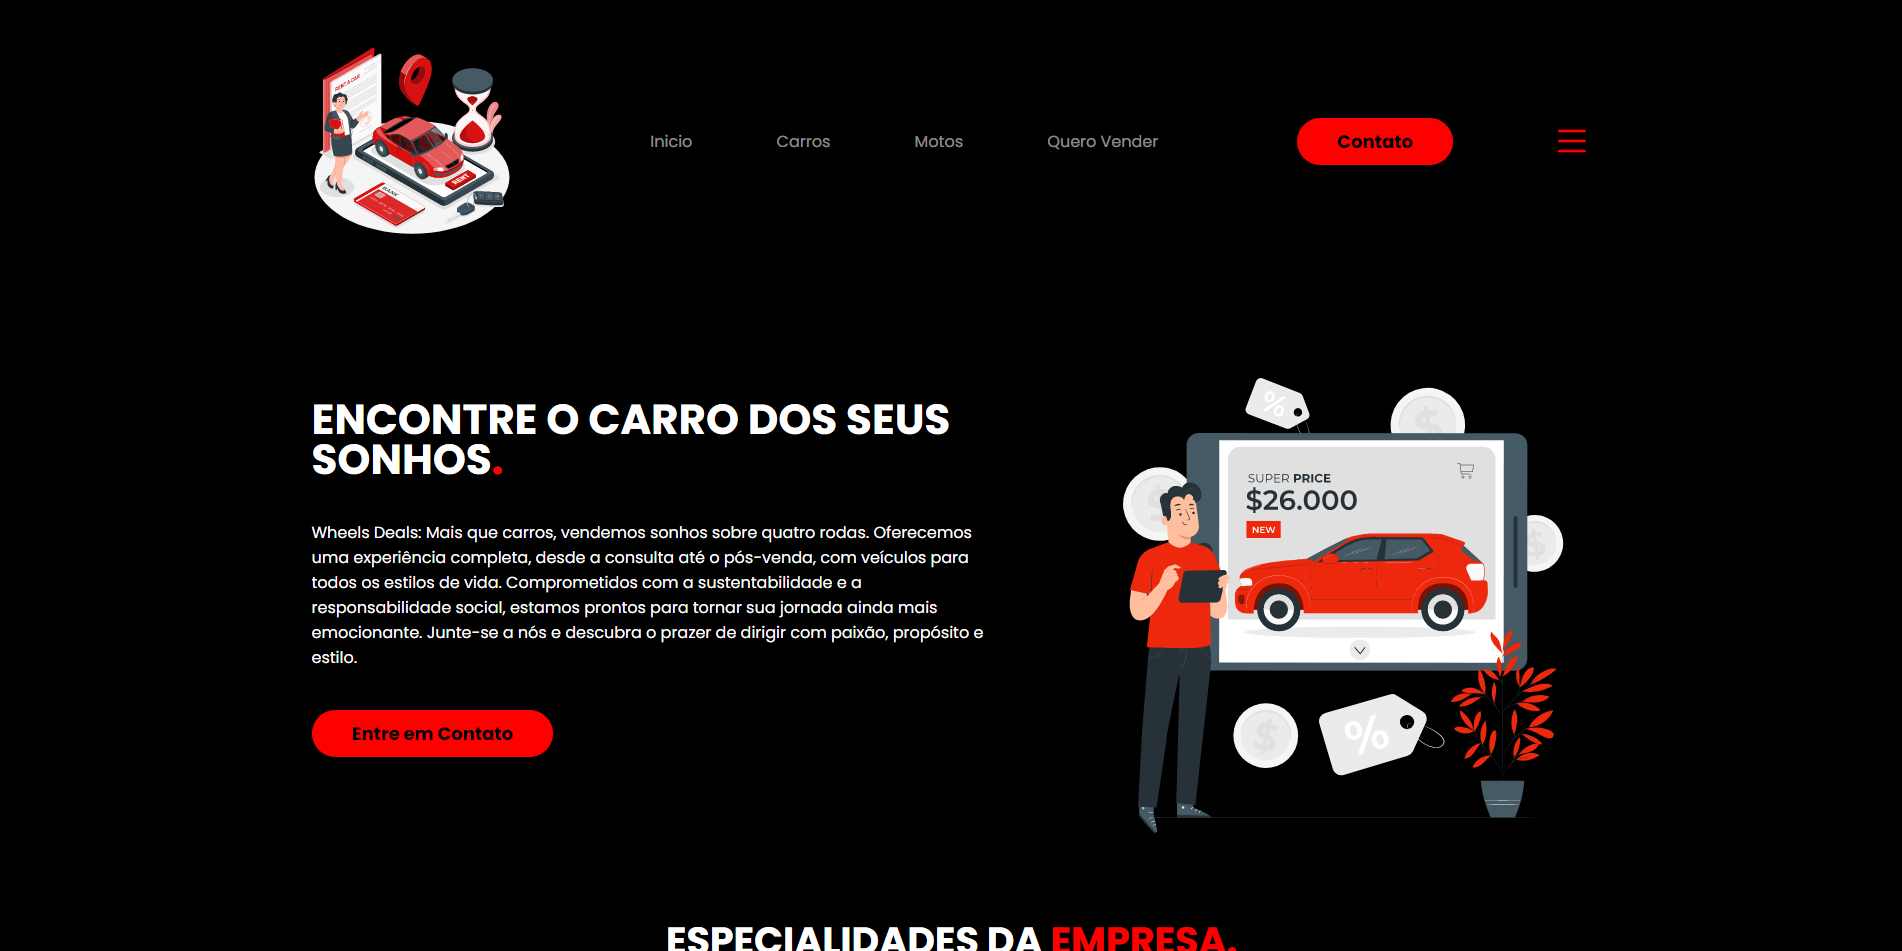 RENT A CAR
RENT
BANK
Inicio
Carros
Motos
Quero Vender
Contato
ENCONTRE O CARRO DOS SEUS
SONHOS.
Wheels Deals: Mais que carros, vendemos sonhos sobre quatro rodas. Oferecemos
uma experiência completa, desde a consulta até o pós-venda, com veículos para
todos os estilos de vida. Comprometidos com a sustentabilidade e a
responsabilidade social, estamos prontos para tornar sua jornada ainda mais
emocionante. Junte-se a nós e descubra o prazer de dirigir com paixão, propósito e
estilo.
Entre em Contato
%
$
$
SUPER PRICE
$26.000
NEW
$
$
%
ESPECIALIDADES DA EMPRESA.